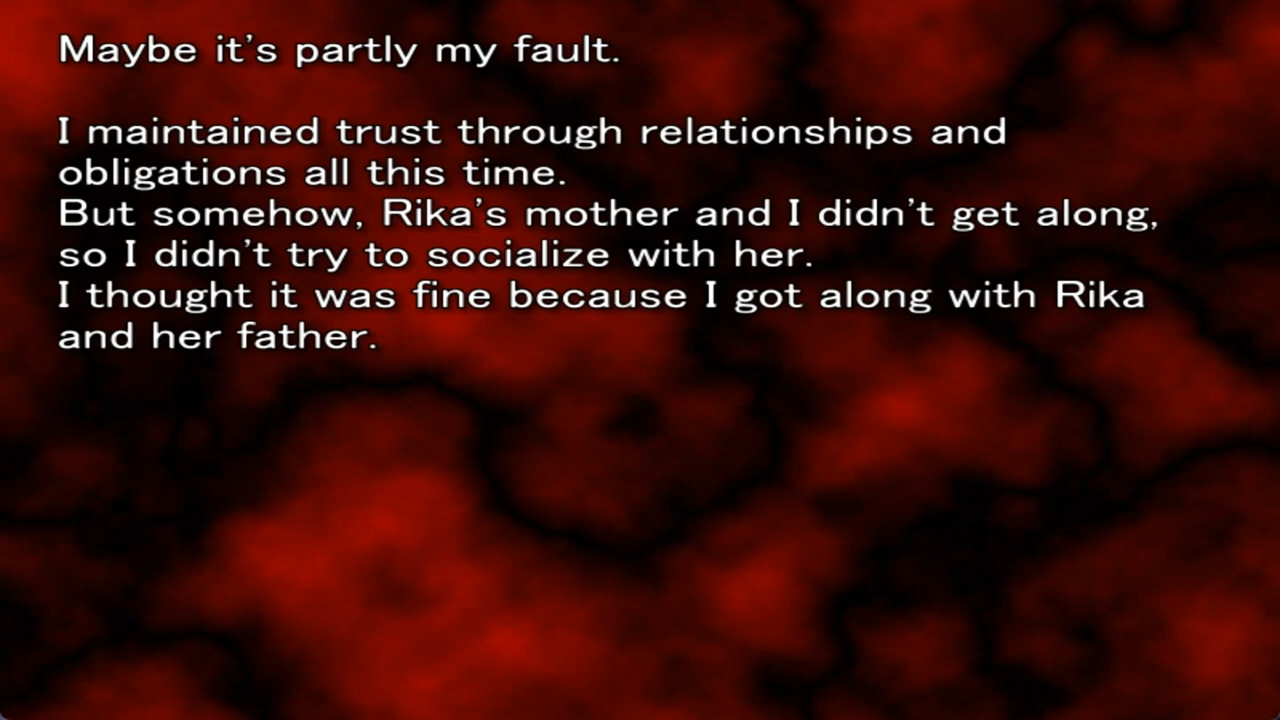 Maybe it's partly my fault.
I maintained trust through relationships and
obligations all this time.
But somehow, Rika's mother and I didn't get along,
so I didn't try to socialize with her.
I thought it was fine because I got along with Rika
and her father.